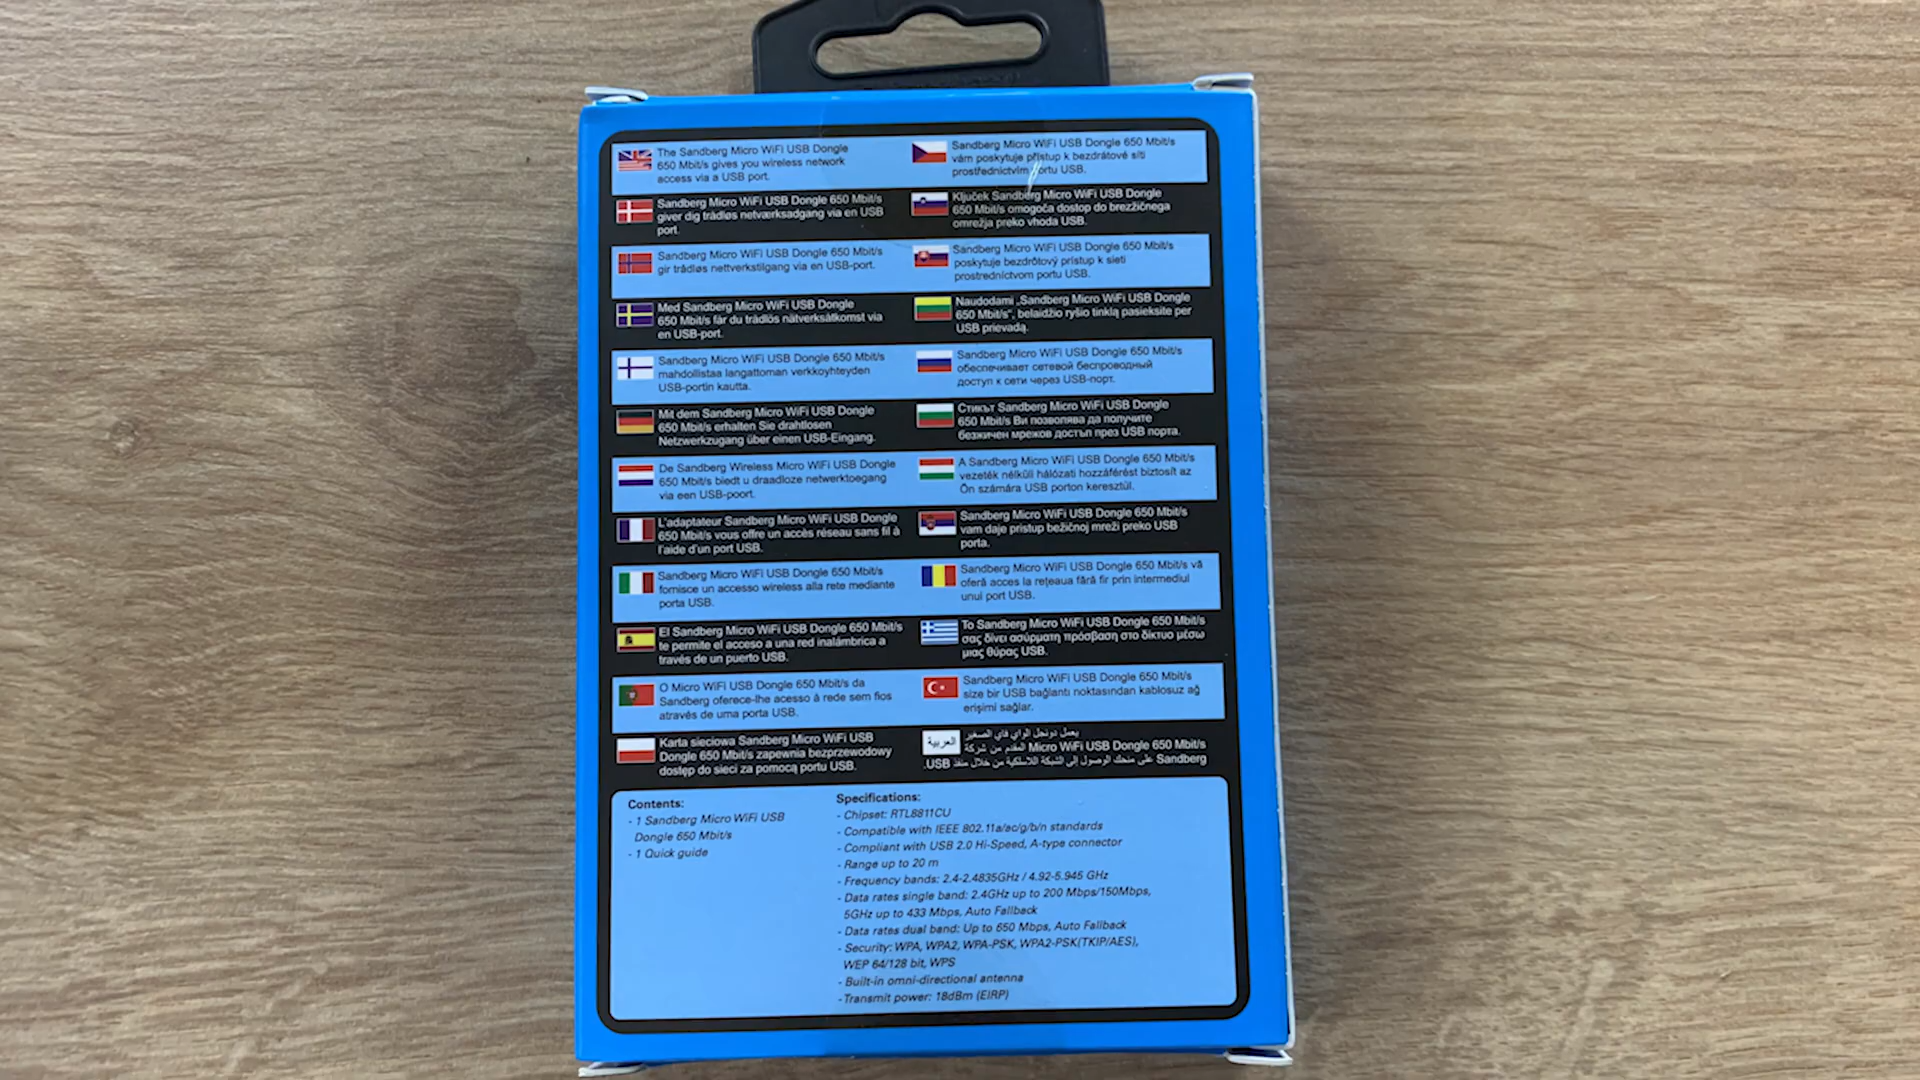 The Sandberg Micro WiFi USB Dongle
650 Mbit/s gives you wireless network
access via a USB port.
Sandberg Micro WiFi USB Dongle 650 Mbit/s
giver dig trådløs netværksadgang via en USB
port.
Sandberg Micro WiFi USB Dongle 650 Mbit/s
gir trådløs nettverkstilgang via en USB-port.
Med Sandberg Micro WiFi USB Dongle
650 Mbit/s får du trådlös nätverksåtkomst via
en USB-port.
Sandberg Micro WiFi USB Dongle 650 Mbit/s
mahdollistaa langattoman verkkoyhteyden
USB-portin kautta.
Mit dem Sandberg Micro WiFi USB Dongle
650 Mbit/s erhalten Sie drahtlosen
Netzwerkzugang über einen USB-Eingang.
De Sandberg Wireless Micro WiFi USB Dongle
650 Mbit/s biedt u draadloze netwerktoegang
via een USB-poort.
L'adaptateur Sandberg Micro WiFi USB Dongle
650 Mbit/s vous offre un accès réseau sans fil à
l'aide d'un port USB.
Sandberg Micro WiFi USB Dongle 650 Mbit/s
fornisce un accesso wireless alla rete mediante
porta USB.
El Sandberg Micro WiFi USB Dongle 650 Mbit/s
te permite el acceso a una red inalámbrica a
través de un puerto USB.
O Micro WiFi USB Dongle 650 Mbit/s da
Sandberg oferece-lhe acesso à rede sem fios
através de uma porta USB.
Karta sieciowa Sandberg Micro WiFi USB
Dongle 650 Mbit/s zapewnia bezprzewodowy
dostęp do sieci za pomocą portu USB.
Sandberg Micro WiFi USB Dongle 650 Mbit/s
vám poskytuje přístup k bezdrátové síti
prostřednictvím portu USB.
Ključek Sandberg Micro WiFi USB Dongle
650 Mbit/s omogoča dostop do brezžičnega
omrežja preko vhoda USB.
Sandberg Micro WiFi USB Dongle 650 Mbit/s
poskytuje bezdrôtový prístup k sieti
prostredníctvom portu USB.
Naudodami „Sandberg Micro WiFi USB Dongle
650 Mbit/s“, belaidžio ryšio tinklą pasieksite per
USB prievadą.
Sandberg Micro WiFi USB Dongle 650 Mbit/s
обеспечивает сетевой беспроводный
доступ к сети через USB-порт.
Стикът Sandberg Micro WiFi USB Dongle
650 Mbit/s Ви позволява да получите
безжичен мрежов достъп през USB порта.
A Sandberg Micro WiFi USB Dongle 650 Mbit/s
vezeték nélküli hálózati hozzáférést biztosít az
Ön számára USB porton keresztül.
Sandberg Micro WiFi USB Dongle 650 Mbit/s
vam daje pristup bežičnoj mreži preko USB
porta.
Sandberg Micro WiFi USB Dongle 650 Mbit/s vă
oferă acces la rețeaua fără fir prin intermediul
unui port USB.
Το Sandberg Micro WiFi USB Dongle 650 Mbit/s
σας δίνει ασύρματη πρόσβαση στο δίκτυο μέσω
μιας θύρας USB.
Sandberg Micro WiFi USB Dongle 650 Mbit/s
size bir USB bağlantı noktasından kablosuz ağ
erişimi sağlar.
العربية
يعمل دونجل الواي فاي الصغير
Micro WiFi USB Dongle 650 Mbit/s المقدم من شركة
Sandberg على منحك الوصول إلى الشبكة اللاسلكية من خلال منفذ USB.
Contents:
- 1 Sandberg Micro WiFi USB
Dongle 650 Mbit/s
- 1 Quick guide
Specifications:
- Chipset: RTL8811CU
- Compatible with IEEE 802.11a/ac/g/b/n standards
- Compliant with USB 2.0 Hi-Speed, A-type connector
- Range up to 20 m
- Frequency bands: 2.4-2.4835GHz / 4.92-5.945 GHz
- Data rates single band: 2.4GHz up to 200 Mbps/150Mbps,
5GHz up to 433 Mbps, Auto Fallback
- Data rates dual band: Up to 650 Mbps, Auto Fallback
- Security: WPA, WPA2, WPA-PSK, WPA2-PSK(TKIP/AES),
WEP 64/128 bit, WPS
- Built-in omni-directional antenna
- Transmit power: 18dBm (EIRP)